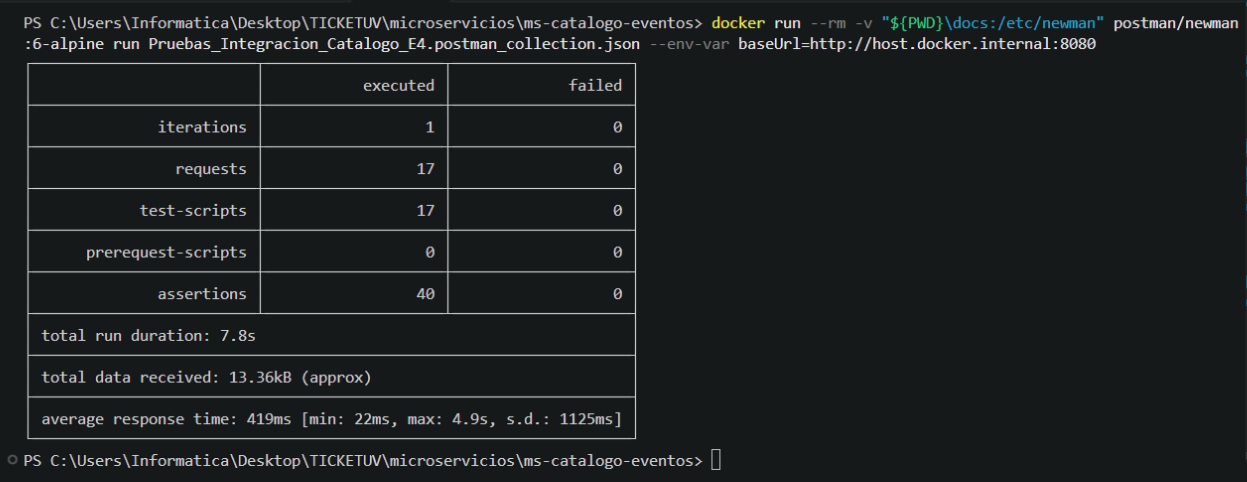 PS C:\Users\Informatica\Desktop\TICKETUV\microservicios\ms-catalogo-eventos> docker run --rm -v "${PWD}\docs:/etc/newman" postman/newman
:6-alpine run Pruebas_Integracion_Catalogo_E4.postman_collection.json --env-var baseUrl=http://host.docker.internal:8080
executed failed
iterations 1 0
requests 17 0
test-scripts 17 0
prerequest-scripts 0 0
assertions 40 0
total run duration: 7.8s
total data received: 13.36kB (approx)
average response time: 419ms [min: 22ms, max: 4.9s, s.d.: 1125ms]
PS C:\Users\Informatica\Desktop\TICKETUV\microservicios\ms-catalogo-eventos>